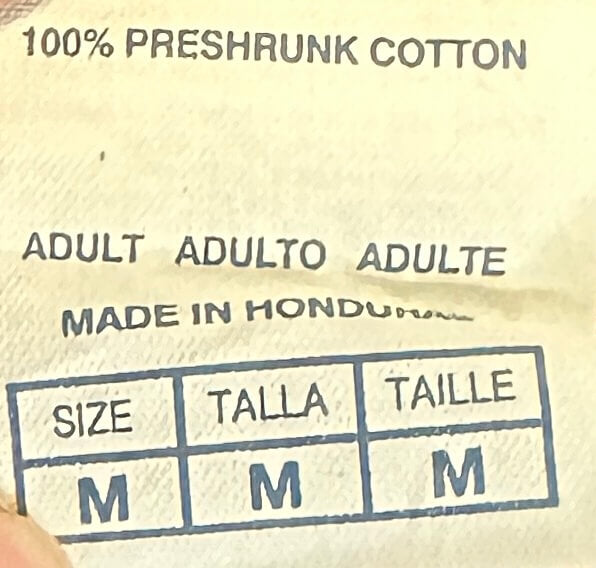 100% PRESHRUNK COTTON
ADULT ADULTO ADULTE
MADE IN
SIZE TALLA TAILLE
M M M